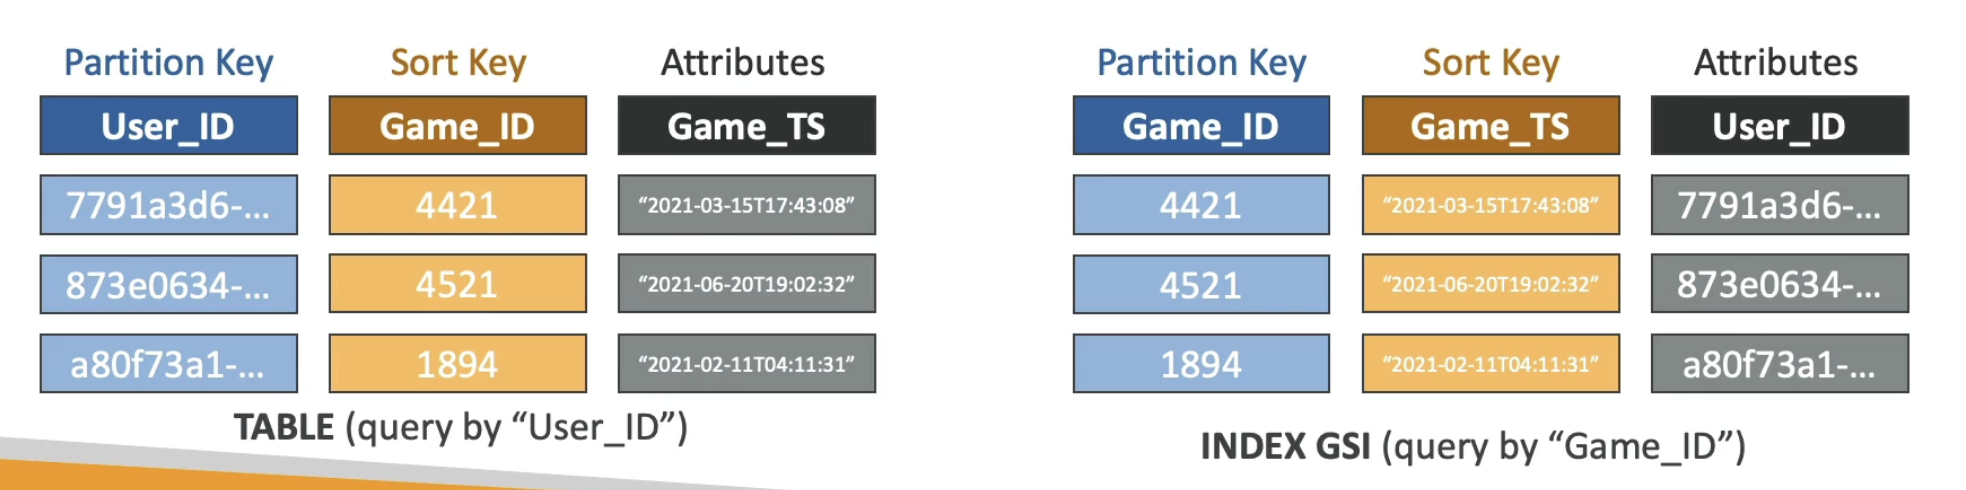 Partition Key Sort Key Attributes
User_ID Game_ID Game_TS
7791a3d6-... 4421 “2021-03-15T17:43:08”
873e0634-... 4521 “2021-06-20T19:02:32”
a80f73a1-... 1894 “2021-02-11T04:11:31”
TABLE (query by “User_ID”)
Partition Key Sort Key Attributes
Game_ID Game_TS User_ID
4421 “2021-03-15T17:43:08” 7791a3d6-...
4521 “2021-06-20T19:02:32” 873e0634-...
1894 “2021-02-11T04:11:31” a80f73a1-...
INDEX GSI (query by “Game_ID”)